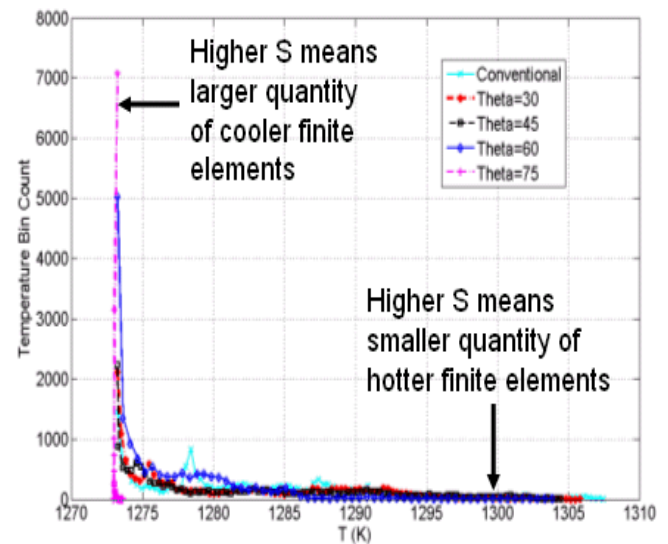 8000
7000
6000
5000
4000
3000
2000
1000
0
Temperature Bin Count
Higher S means
larger quantity
of cooler finite
elements
Conventional
Theta=30
Theta=45
Theta=60
Theta=75
Higher S means
smaller quantity of
hotter finite elements
1270 1275 1280 1285 1290 1295 1300 1305 1310
T (K)